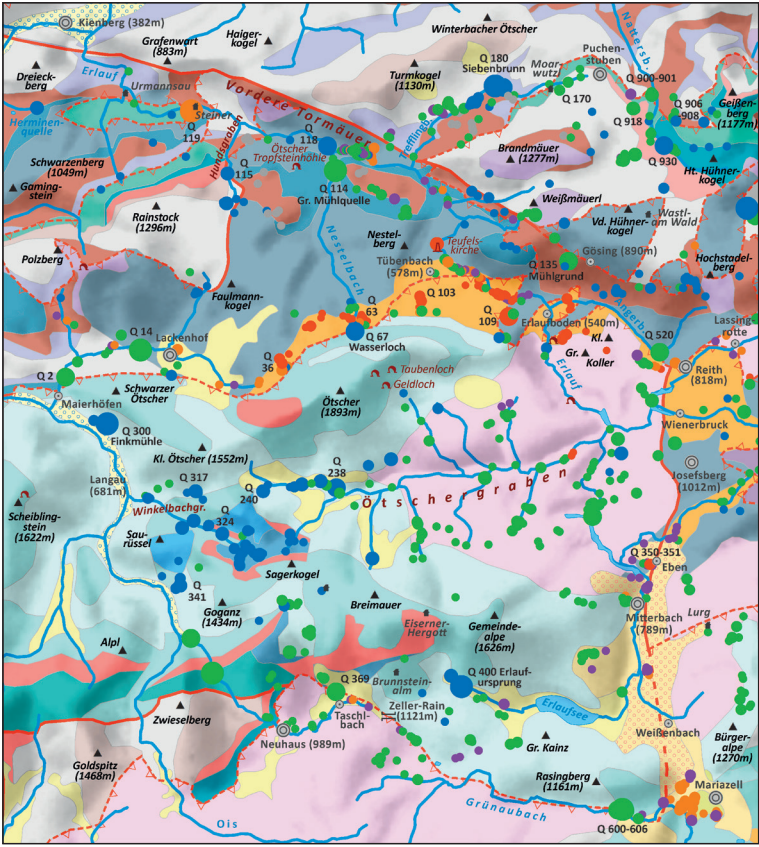 Kienberg (382m)
Haiger-
kogel
Winterbacher Ötscher
Nattersb.
Grafenwart
(883m)
Dreieck-
berg
Erlauf
Urmannsau
Turmkogel
(1130m)
Q 180
Siebenbrunn
Moar-
wutz
Puchen-
stuben
Q 900-901
Q 170
Q 918
Q 906
908
Geißen-
berg
(1177m)
Herminen-
quelle
Steiner
Q
119
Vordere Tormäuer
Hundsgraben
Q
118
Trefflingb.
Q 930
Schwarzenberg
(1049m)
Q
115
Ötscher
Tropfsteinhöhle
Brandmäuer
(1277m)
Ht. Hühner-
kogel
Gaming-
stein
Q 114
Gr. Mühlquelle
Rainstock
(1296m)
Weißmäuerl
Vd. Hühner-
kogel
Wastl-
am Wald
Nestelbach
Nestel-
berg
Teufels-
kirche
Polzberg
Tübenbach
(578m)
Q 135
Mühlgrund
Gösing (890m)
Hochstadel-
berg
Faulmann-
kogel
Q
63
Q 103
Q
109
Erlaufboden (540m)
Angerb.
Lassing-
rotte
Q 14
Lackenhof
Q 67
Wasserloch
Kl.
Gr.
Koller
Q 520
Q
36
Erlauf
Reith
(818m)
Q 2
Taubenloch
Geldloch
Maierhöfen
Schwarzer
Ötscher
Ötscher
(1893m)
Wienerbruck
Q 300
Finkmühle
Kl. Ötscher (1552m)
Josefsberg
(1012m)
Langau
(681m)
Q 317
Q
240
Q
238
Ötschergraben
Scheibling-
stein
(1622m)
Winkelbachgr.
Q
324
Sau-
rüssel
Q 350-351
Eben
Sagerkogel
Q
341
Goganz
(1434m)
Breimauer
Mitterbach
(789m)
Lurg
Eiserner-
Hergott
Gemeinde-
alpe
(1626m)
Alpl
Q 369
Brunnstein-
alm
Q 400 Erlauf-
ursprung
Zwieselberg
Taschl-
bach
Zeller-Rain
(1121m)
Erlaufsee
Neuhaus (989m)
Weißenbach
Bürger-
alpe
(1270m)
Goldspitz
(1468m)
Gr. Kainz
Rasingberg
(1161m)
Mariazell
Grünaubach
Ois
Q 600-606